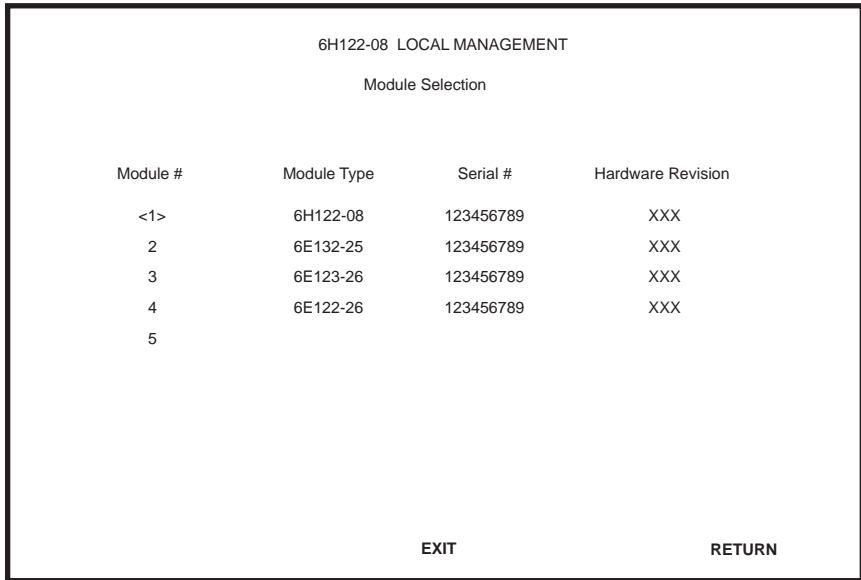 6H122-08 LOCAL MANAGEMENT
Module Selection
Module # Module Type Serial # Hardware Revision
<1> 6H122-08 123456789 XXX
2 6E132-25 123456789 XXX
3 6E123-26 123456789 XXX
4 6E122-26 123456789 XXX
5
EXIT RETURN